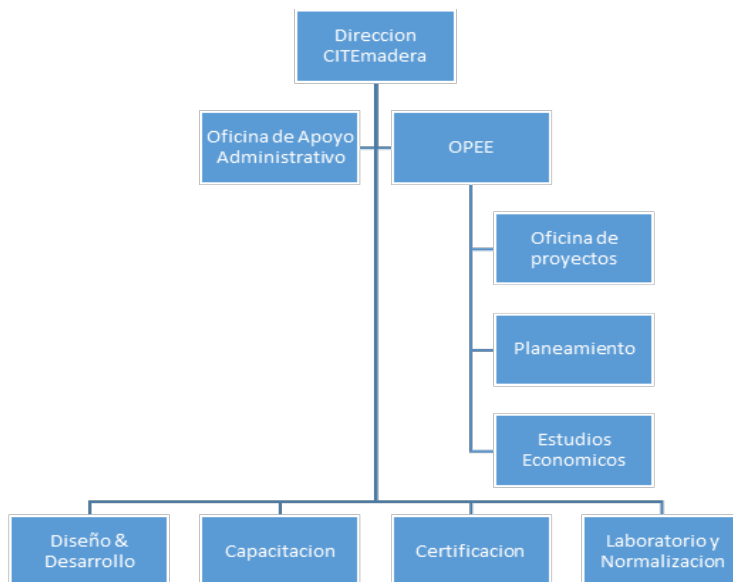 Direccion
CITEmadera
Oficina de Apoyo
Administrativo
OPEE
Oficina de
proyectos
Planeamiento
Estudios
Economicos
Diseño &
Desarrollo
Capacitacion
Certificacion
Laboratorio y
Normalizacion